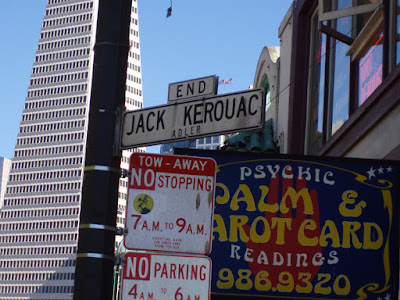 END
JACK KEROUAC
ADLER
TOW-AWAY
NO STOPPING
7 A.M. TO 9 A.M.
NO PARKING
4 A.M. TO 6 A.M.
PSYCHIC
PALM &
TAROT CARD
READINGS
986.9320